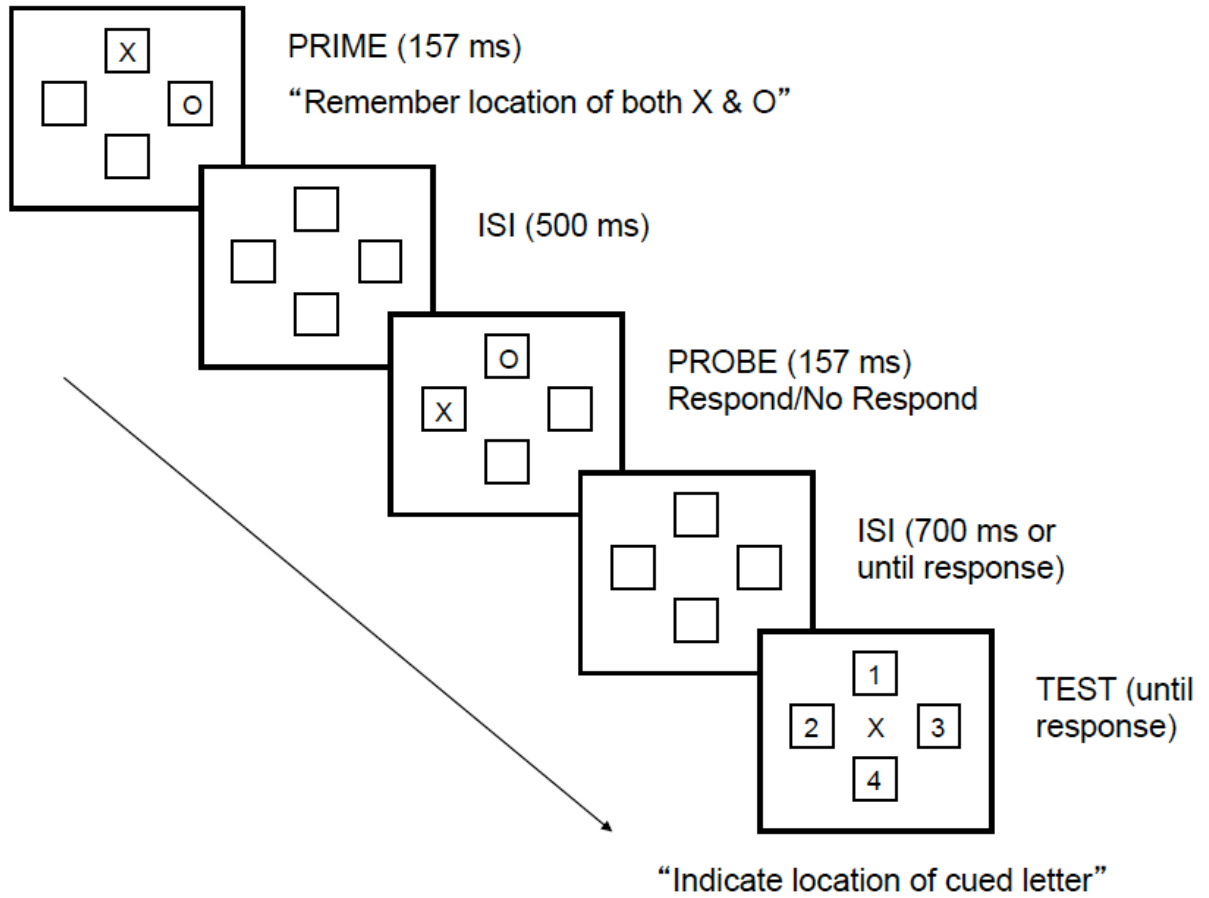 X
PRIME (157 ms)
O
“Remember location of both X & O”
ISI (500 ms)
O
PROBE (157 ms)
X
Respond/No Respond
ISI (700 ms or
until response)
1
TEST (until
2 X 3
response)
4
“Indicate location of cued letter”